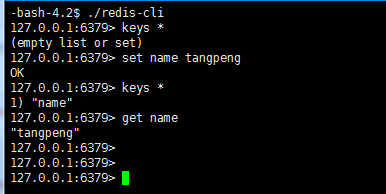 -bash-4.2$ ./redis-cli
127.0.0.1:6379> keys *
(empty list or set)
127.0.0.1:6379> set name tangpeng
OK
127.0.0.1:6379> keys *
1) "name"
127.0.0.1:6379> get name
"tangpeng"
127.0.0.1:6379>
127.0.0.1:6379>
127.0.0.1:6379>